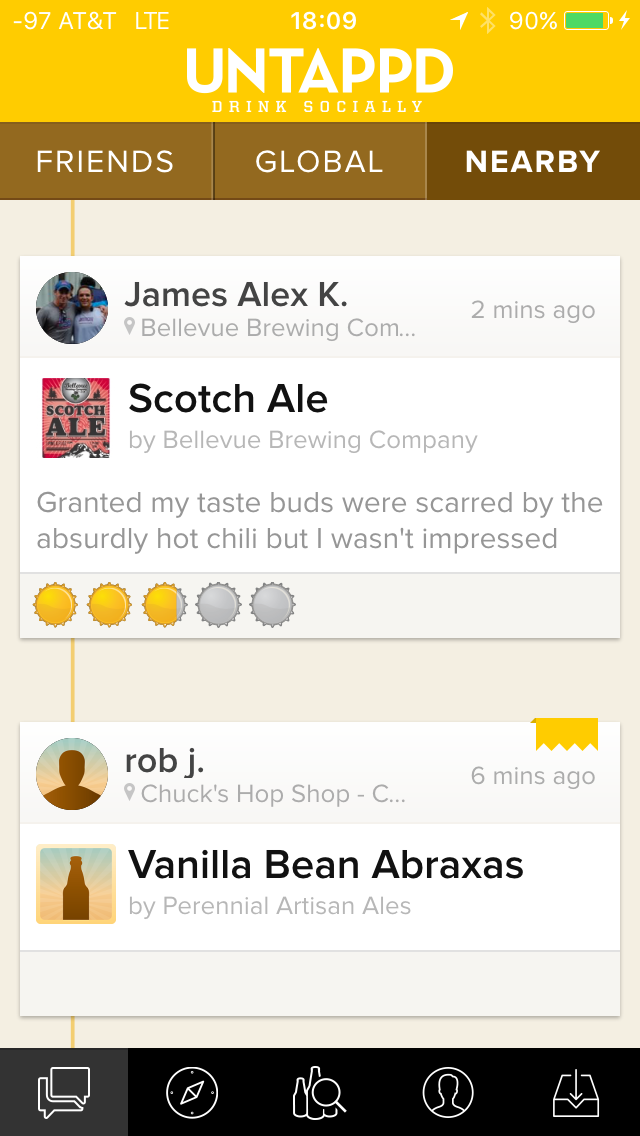 -97 AT&T LTE 18:09 90%
UNTAPPD
DRINK SOCIALLY
FRIENDS GLOBAL NEARBY
James Alex K.
Bellevue Brewing Com...
2 mins ago
Bellevue
SCOTCH
ALE
Scotch Ale
by Bellevue Brewing Company
Granted my taste buds were scarred by the
absurdly hot chili but I wasn't impressed
rob j.
Chuck's Hop Shop - C...
6 mins ago
Vanilla Bean Abraxas
by Perennial Artisan Ales